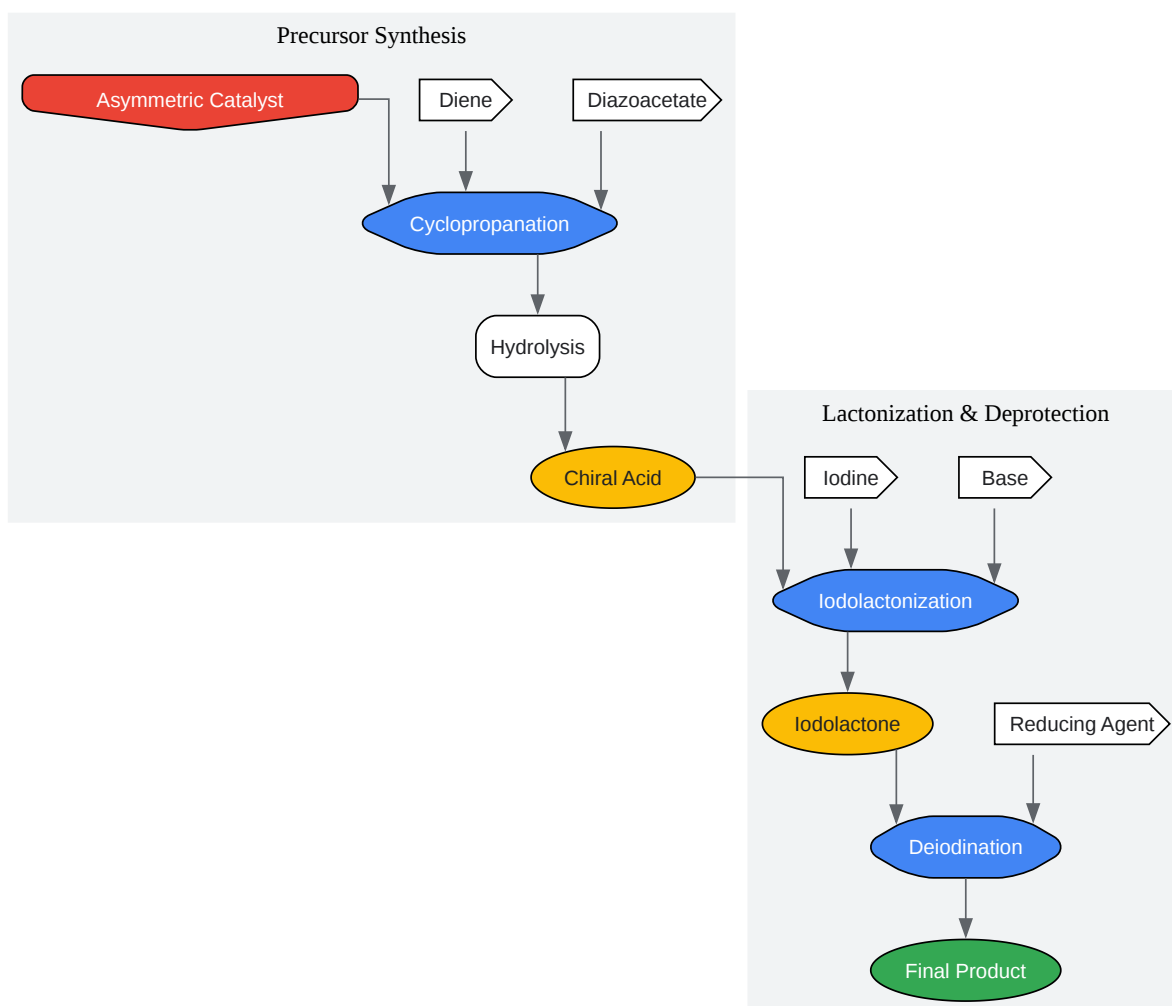 Precursor Synthesis
Asymmetric Catalyst
Diene
Diazoacetate
Cyclopropanation
Hydrolysis
Chiral Acid
Lactonization & Deprotection
Iodine
Base
Iodolactonization
Iodolactone
Reducing Agent
Deiodination
Final Product